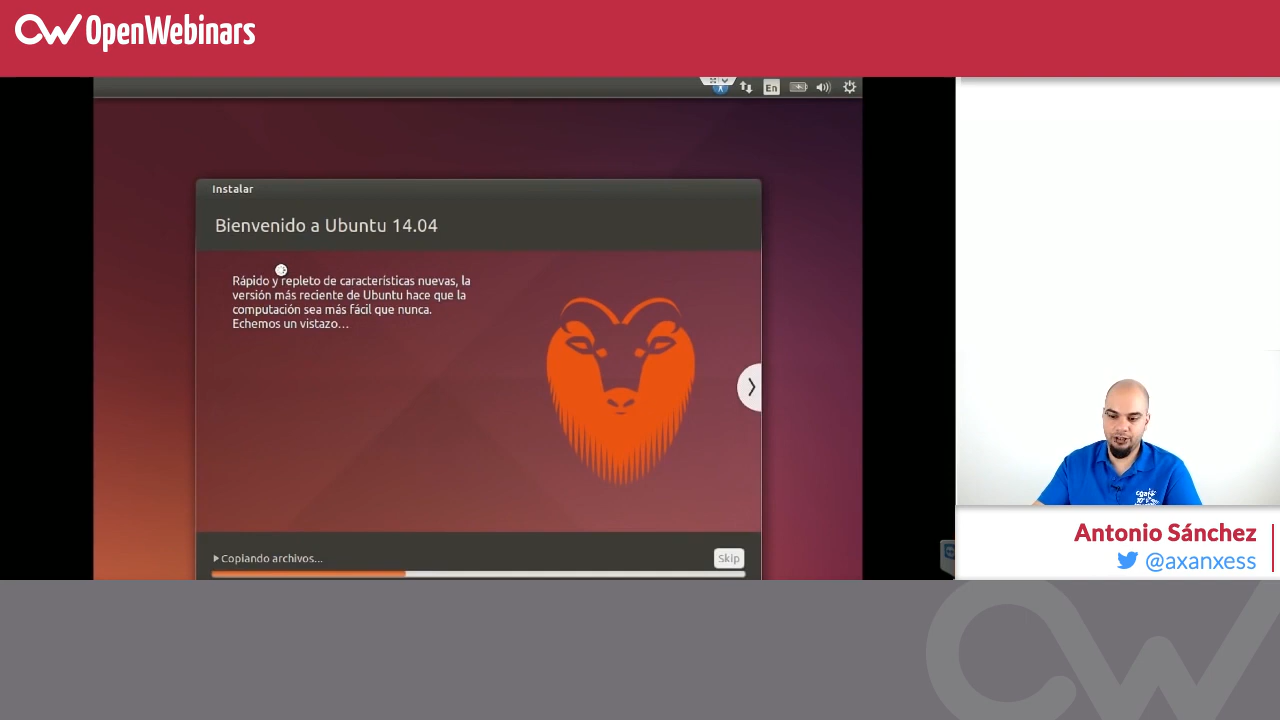 OpenWebinars
En
Instalar
Bienvenido a Ubuntu 14.04
Rápido y repleto de características nuevas, la
versión más reciente de Ubuntu hace que la
computación sea más fácil que nunca.
Echemos un vistazo...
Copiando archivos...
Skip
Antonio Sánchez
@axanxess